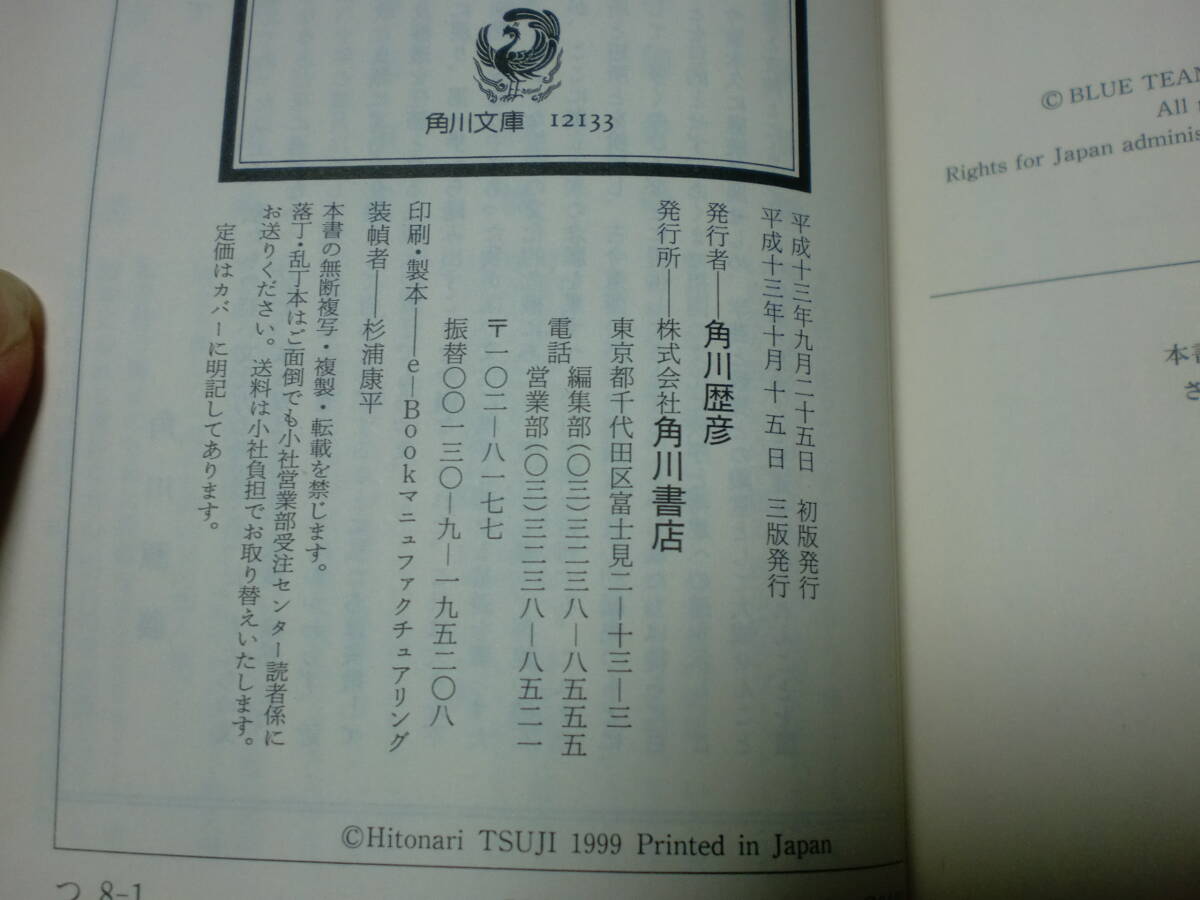 角川文庫 12133
平成十三年九月二十五日 初版発行
平成十三年十月十五日 三版発行
発行者——角川歴彦
発行所——株式会社角川書店
東京都千代田区富士見二—十三—三
電話 編集部(〇三)三二三八—八五五五
営業部(〇三)三二三八—八五二一
〒一〇二—八一七七
振替〇〇一三〇—九—一九五二〇八
印刷・製本——e—Bookマニュファクチュアリング
装幀者——杉浦康平
本書の無断複写・複製・転載を禁じます。
落丁・乱丁本はご面倒でも小社営業部受注センター読者係に
お送りください。送料は小社負担でお取り替えいたします。
定価はカバーに明記してあります。
©Hitonari TSUJI 1999 Printed in Japan
つ 8-1
© BLUE TEAN
All
Rights for Japan adminis
本書